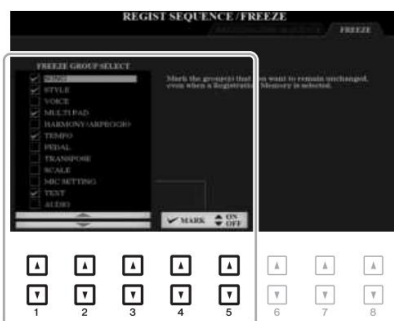 REGIST SEQUENCE/FREEZE
FREEZE
FREEZE GROUP SELECT
SONG
STYLE
VOICE
MULTI PAD
HARMONY/ARPEGGIO
TEMPO
PEDAL
TRANSPOSE
SCALE
MIC SETTING
TEXT
AUDIO
Mark the group(s) that you want to remain unchanged,
even when a Registration Memory is selected.
MARK ON
OFF
1 2 3 4 5 6 7 8